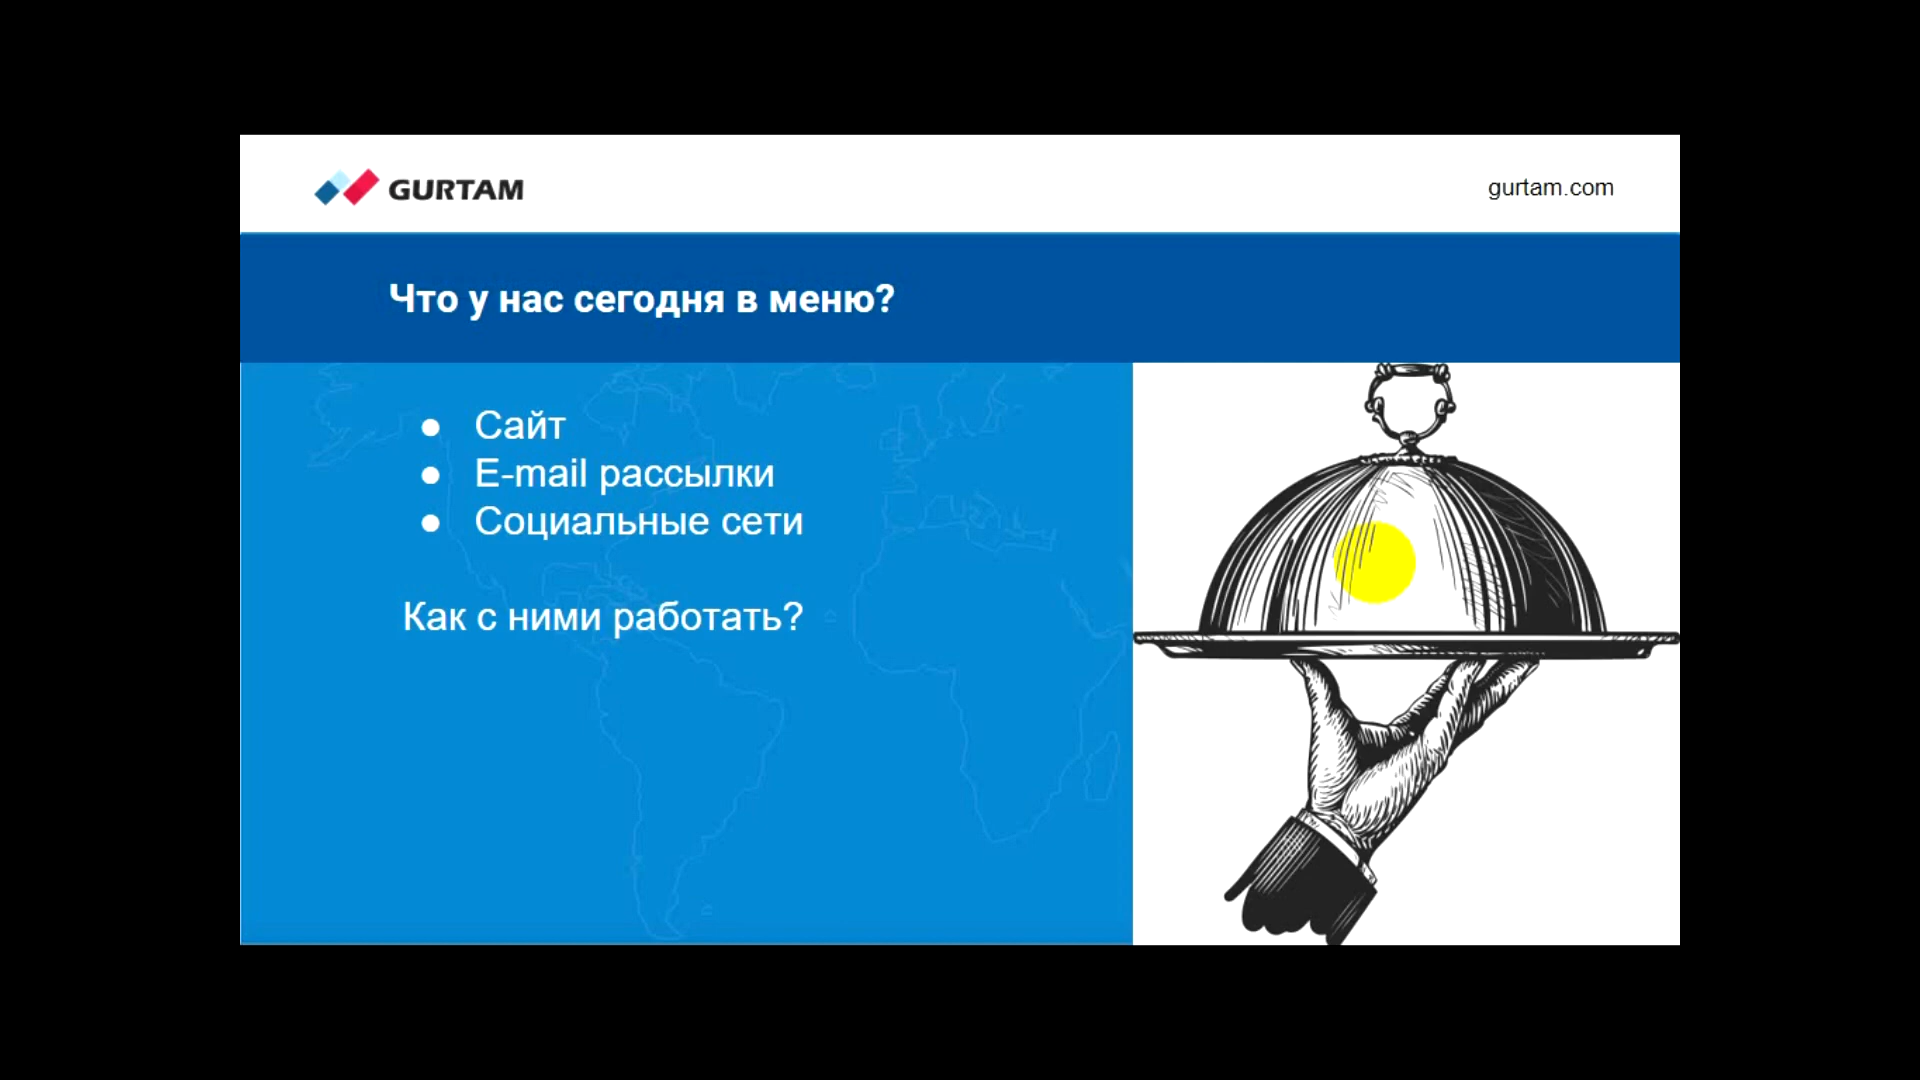 GURTAM
gurtam.com
Что у нас сегодня в меню?
● Сайт
● E-mail рассылки
● Социальные сети
Как с ними работать?